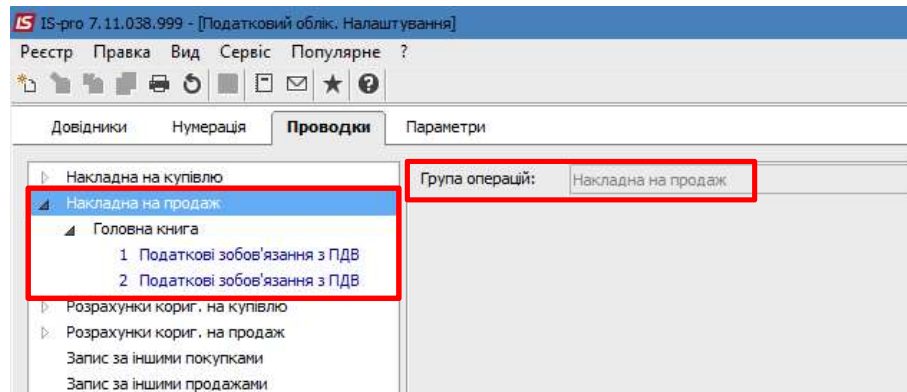 IS-pro 7.11.038.999 - [Податковий облік. Налаштування]
Реєстр Правка Вид Сервіс Популярне ?
Довідники Нумерація Проводки Параметри
Накладна на купівлю
Група операцій: Накладна на продаж
Накладна на продаж
Головна книга
1 Податкові зобов'язання з ПДВ
2 Податкові зобов'язання з ПДВ
Розрахунки кориг. на купівлю
Розрахунки кориг. на продаж
Запис за іншими покупками
Запис за іншими продажами